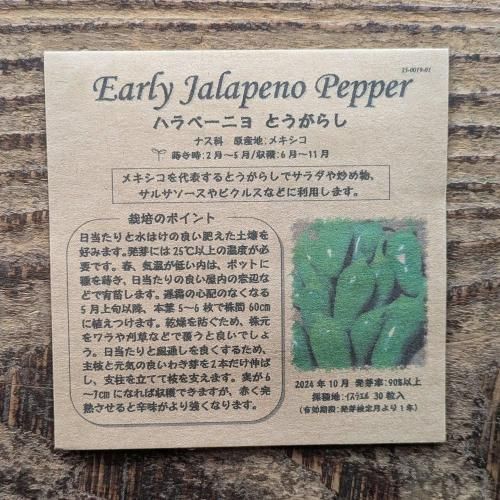 23-0019-01
Early Jalapeno Pepper
ハラペーニョ とうがらし
ナス科 原産地:メキシコ
蒔き時:2月〜5月/収穫:6月〜11月
メキシコを代表するとうがらしでサラダや炒め物、
サルサソースやピクルスなどに利用します。
栽培のポイント
日当たりと水はけの良い肥えた土壌を
好みます。発芽には25℃以上の温度が必
要です。春、気温が低い内は、ポットに
種を蒔き、日当たりの良い屋内の窓辺な
どで育苗します。遅霜の心配のなくなる
5月上旬以降、本葉5〜6枚で株間60cm
に植えつけます。乾燥を防ぐため、株元
をワラや刈草などで覆うと良いでしょ
う。日当たりと風通しを良くするため、
主枝と元気の良いわき芽を2本だけ伸ば
し、支柱を立てて枝を支えます。実が6
〜7cmになれば収穫できますが、赤く完
熟させると辛味がより強くなります。
2024年10月 発芽率:90%以上
採種地:イスラエル 30粒入
(有効期限:発芽検定月より1年)